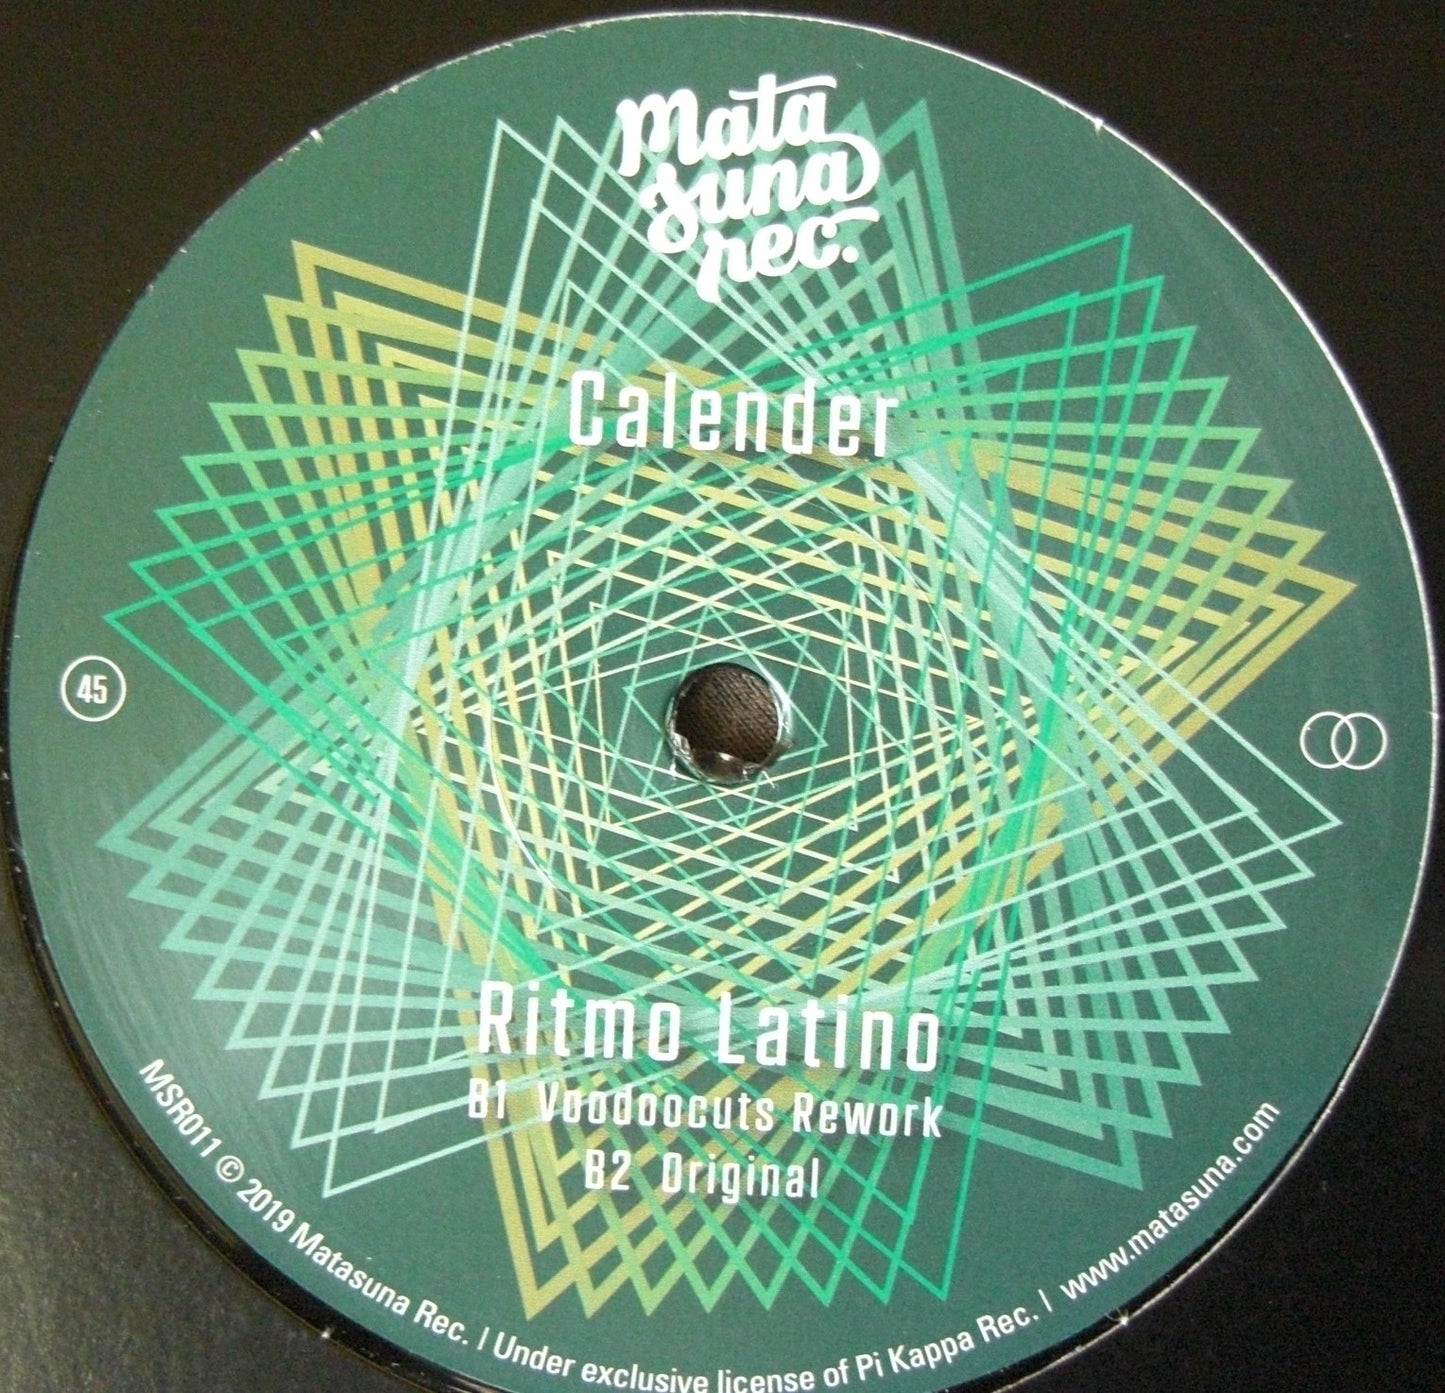 Mata
suna
rec.
Calender
45
Ritmo Latino
B1 Voodoocuts Rework
B2 Original
MSR011 © 2019 Matasuna Rec. | Under exclusive license of Pi Kappa Rec. | www.matasuna.com